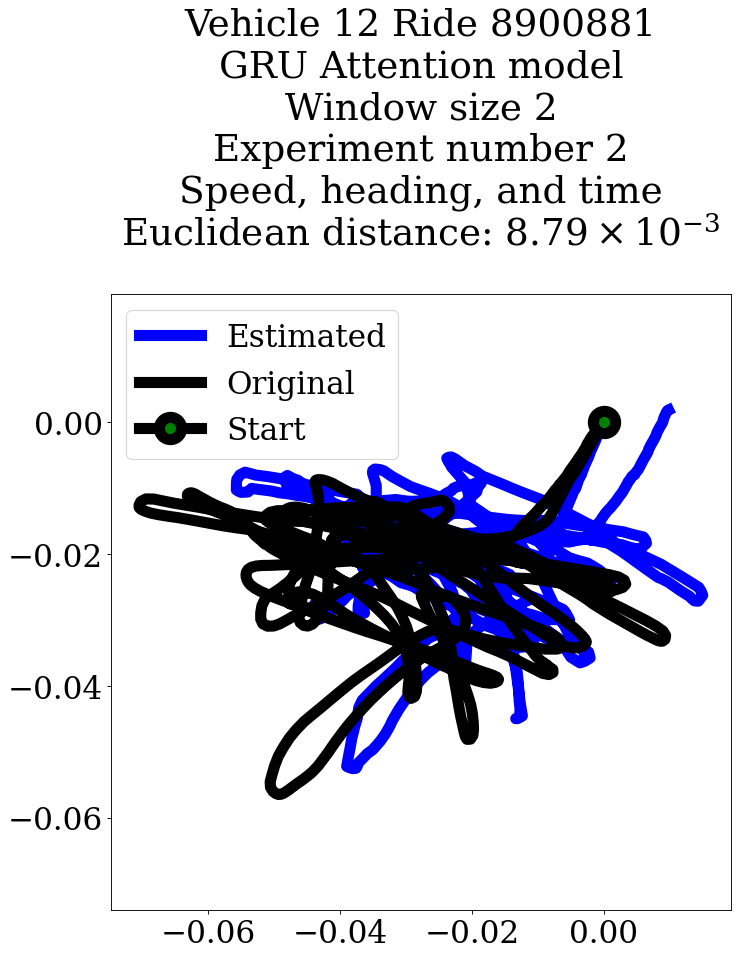 Vehicle 12 Ride 8900881
GRU Attention model
Window size 2
Experiment number 2
Speed, heading, and time
Euclidean distance: 8.79 × 10⁻³
Estimated
Original
Start
0.00
−0.02
−0.04
−0.06
−0.06 −0.04 −0.02 0.00